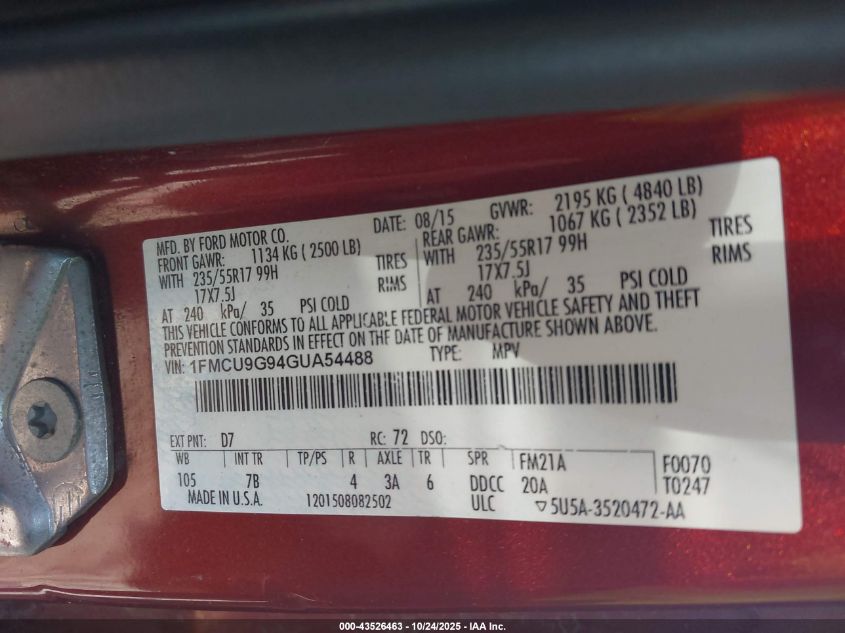 MFD. BY FORD MOTOR CO. DATE: 08/15 GVWR: 2195 KG ( 4840 LB)
FRONT GAWR: 1134 KG ( 2500 LB) REAR GAWR: 1067 KG ( 2352 LB)
WITH 235/55R17 99H TIRES WITH 235/55R17 99H TIRES
17X7.5J RIMS 17X7.5J RIMS
AT 240 kPa/ 35 PSI COLD AT 240 kPa/ 35 PSI COLD
THIS VEHICLE CONFORMS TO ALL APPLICABLE FEDERAL MOTOR VEHICLE SAFETY AND THEFT
PREVENTION STANDARDS IN EFFECT ON THE DATE OF MANUFACTURE SHOWN ABOVE.
VIN: 1FMCU9G94GUA54488 TYPE: MPV
EXT PNT: D7 RC: 72 DSO:
WB INT TR TP/PS R AXLE TR SPR FM21A F0070
105 7B 4 3A 6 DDCC 20A T0247
MADE IN U.S.A. 1201508082502 ULC ▽5U5A-3520472-AA
000-43526463 - 10/24/2025 - IAA Inc.